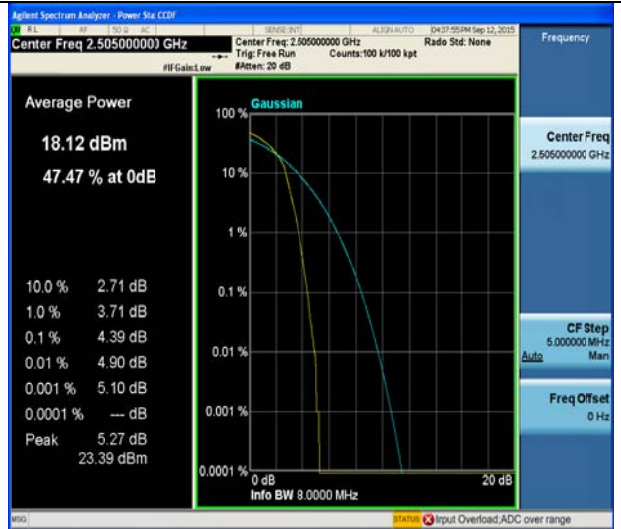 Agilent Spectrum Analyzer - Power Stat CCDF
RL RF 50 Ω AC SENSE:INT ALIGN AUTO 04:37:55 PM Sep 12, 2015
Center Freq 2.505000000 GHz
Center Freq: 2.505000000 GHz
Radio Std: None
Trig: Free Run Counts:100 k/100 kpt
#IFGain:Low #Atten: 20 dB
Frequency
Average Power
18.12 dBm
47.47 % at 0dB
10.0 % 2.71 dB
1.0 % 3.71 dB
0.1 % 4.39 dB
0.01 % 4.90 dB
0.001 % 5.10 dB
0.0001 % --- dB
Peak 5.27 dB
23.39 dBm
Gaussian
100 %
10 %
1 %
0.1 %
0.01 %
0.001 %
0.0001 %
0 dB 20 dB
Info BW 8.0000 MHz
Center Freq
2.505000000 GHz
CF Step
5.000000 MHz
Auto Man
Freq Offset
0 Hz
MSG STATUS Input Overload;ADC over range